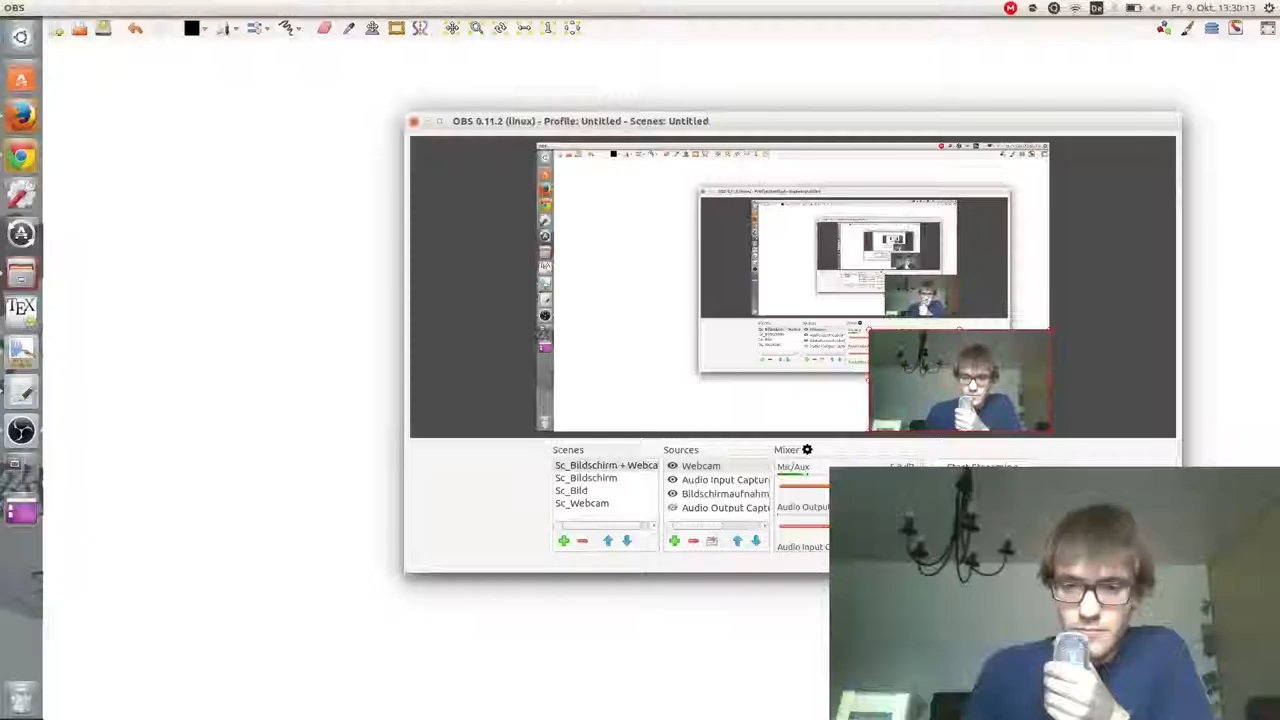 OBS
De
Fr, 9. Okt. 13:30:13
OBS 0.11.2 (linux) - Profile: Untitled - Scenes: Untitled
TEX
Scenes
Sources
Mixer
Sc_Bildschirm + Webca
Webcam
Mic/Aux
Sc_Bildschirm
Audio Input Captur
Sc_Bild
Bildschirmaufnahm
Sc_Webcam
Audio Output Capt
Audio Output
Audio Input C